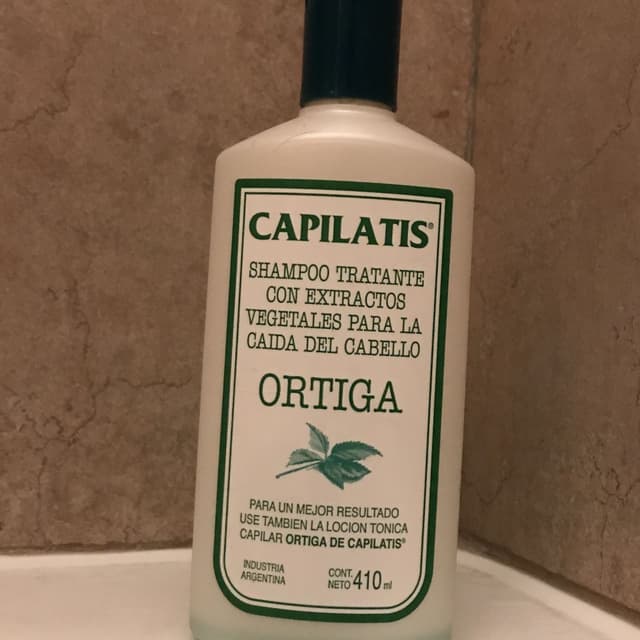 CAPILATIS®
SHAMPOO TRATANTE
CON EXTRACTOS
VEGETALES PARA LA
CAIDA DEL CABELLO
ORTIGA
PARA UN MEJOR RESULTADO
USE TAMBIEN LA LOCION TONICA
CAPILAR ORTIGA DE CAPILATIS®
INDUSTRIA
ARGENTINA
CONT.
NETO 410 ml